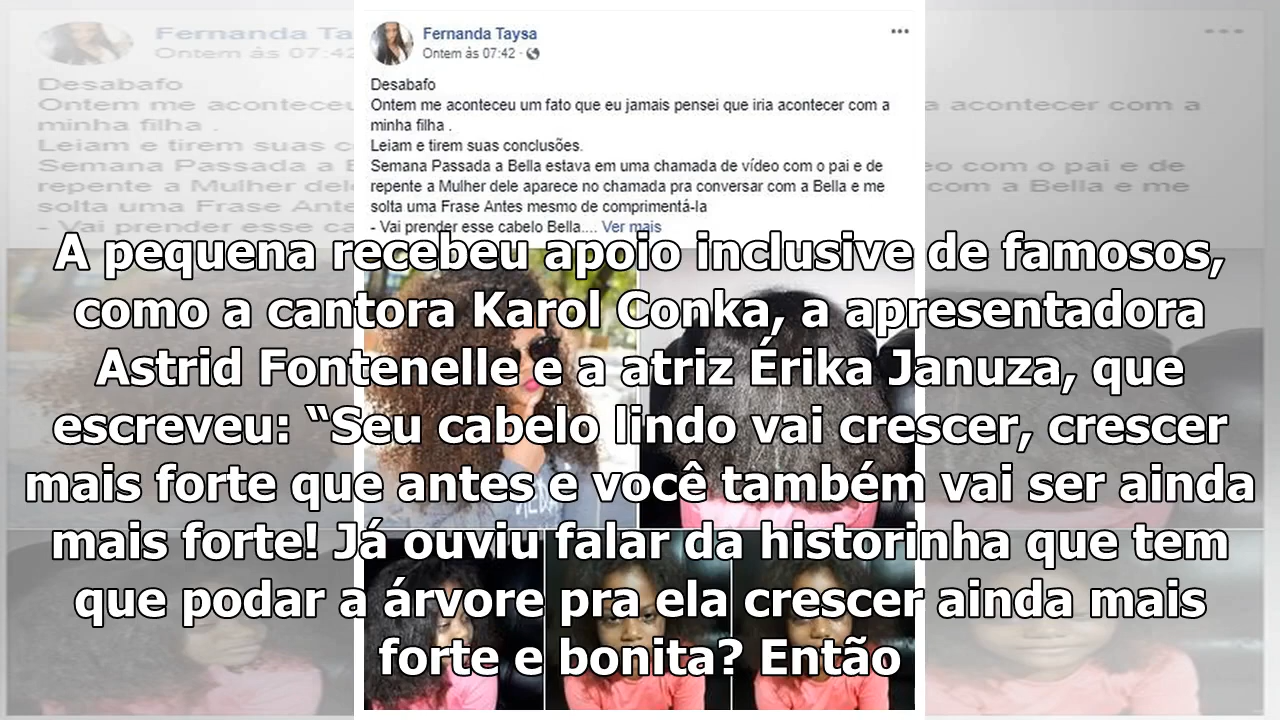 Fernanda Taysa
Ontem às 07:42
Desabafo
Ontem me aconteceu um fato que eu jamais pensei que iria acontecer com a
minha filha .
Leiam e tirem suas conclusões.
Semana Passada a Bella estava em uma chamada de vídeo com o pai e de
repente a Mulher dele aparece no chamada pra conversar com a Bella e me
solta uma Frase Antes mesmo de comprimentá-la
- Vai prender esse cabelo Bella.... Ver mais
A pequena recebeu apoio inclusive de famosos,
como a cantora Karol Conka, a apresentadora
Astrid Fontenelle e a atriz Érika Januza, que
escreveu: “Seu cabelo lindo vai crescer, crescer
mais forte que antes e você também vai ser ainda
mais forte! Já ouviu falar da historinha que tem
que podar a árvore pra ela crescer ainda mais
forte e bonita? Então